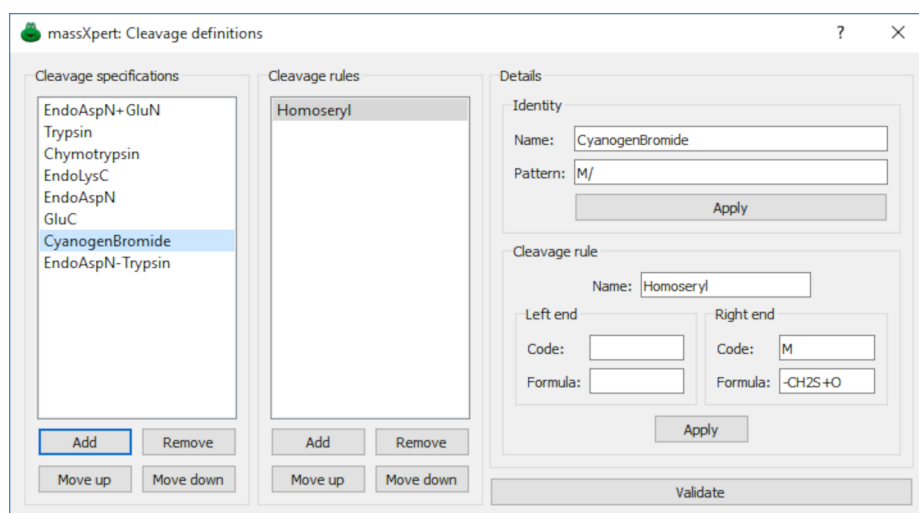 massXpert: Cleavage definitions
?
Cleavage specifications
EndoAspN+GluN
Trypsin
Chymotrypsin
EndoLysC
EndoAspN
GluC
CyanogenBromide
EndoAspN-Trypsin
Add
Remove
Move up
Move down
Cleavage rules
Homoseryl
Add
Remove
Move up
Move down
Details
Identity
Name: CyanogenBromide
Pattern: M/
Apply
Cleavage rule
Name: Homoseryl
Left end
Code:
Formula:
Right end
Code: M
Formula: -CH2S+O
Apply
Validate